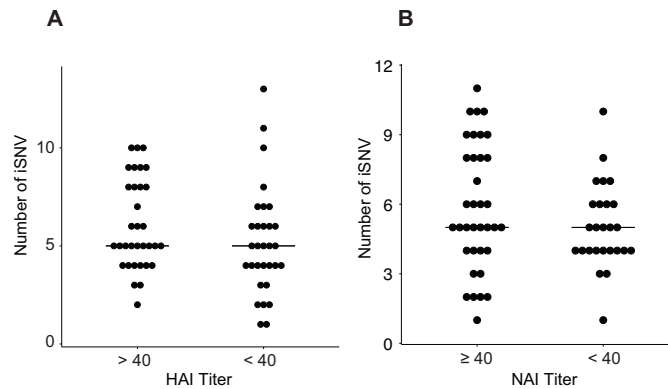 A
Number of iSNV
10
5
0
> 40
< 40
HAI Titer
B
Number of iSNV
12
9
6
3
0
≥ 40
< 40
NAI Titer